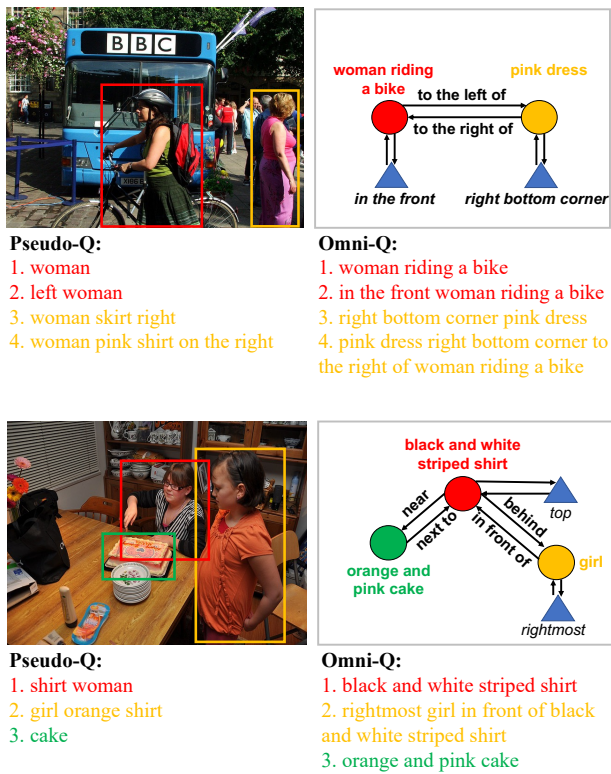 BBC
woman riding
a bike
pink dress
to the left of
to the right of
in the front
right bottom corner
Pseudo-Q:
1. woman
2. left woman
3. woman skirt right
4. woman pink shirt on the right
Omni-Q:
1. woman riding a bike
2. in the front woman riding a bike
3. right bottom corner pink dress
4. pink dress right bottom corner to
the right of woman riding a bike
black and white
striped shirt
near
next to
behind
in front of
top
orange and
pink cake
girl
rightmost
Pseudo-Q:
1. shirt woman
2. girl orange shirt
3. cake
Omni-Q:
1. black and white striped shirt
2. rightmost girl in front of black
and white striped shirt
3. orange and pink cake